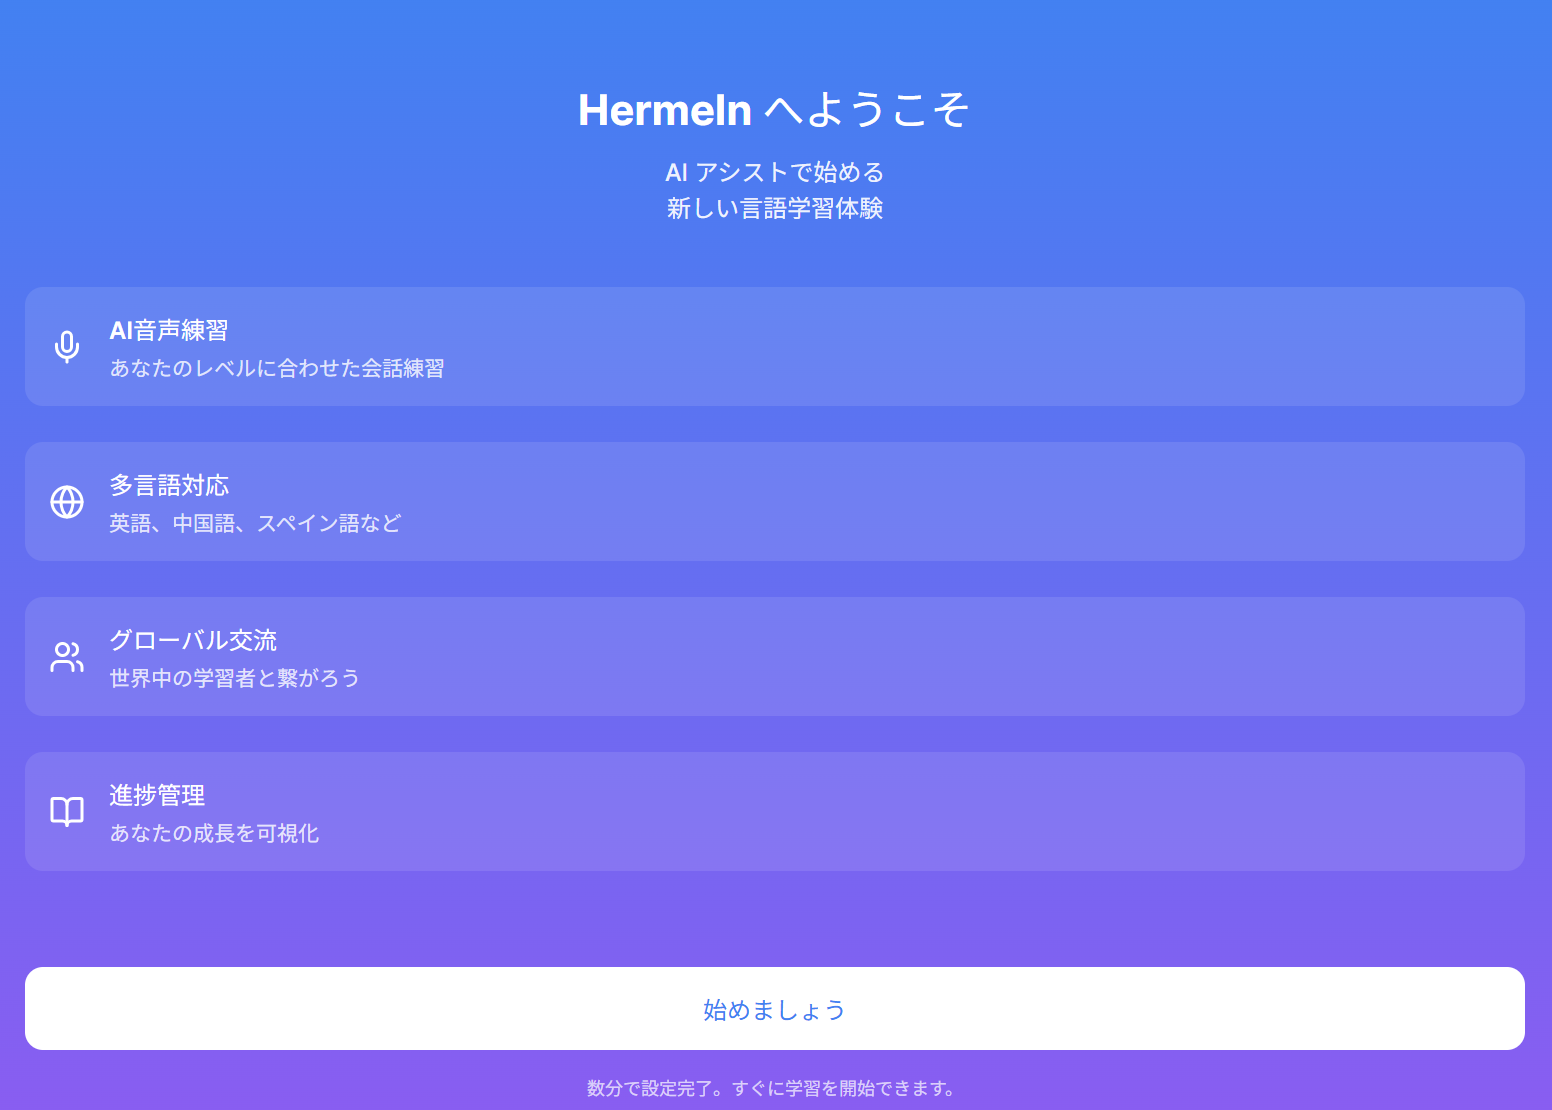 Hermeln へようこそ
AI アシストで始める
新しい言語学習体験
AI音声練習
あなたのレベルに合わせた会話練習
多言語対応
英語、中国語、スペイン語など
グローバル交流
世界中の学習者と繋がろう
進捗管理
あなたの成長を可視化
始めましょう
数分で設定完了。すぐに学習を開始できます。